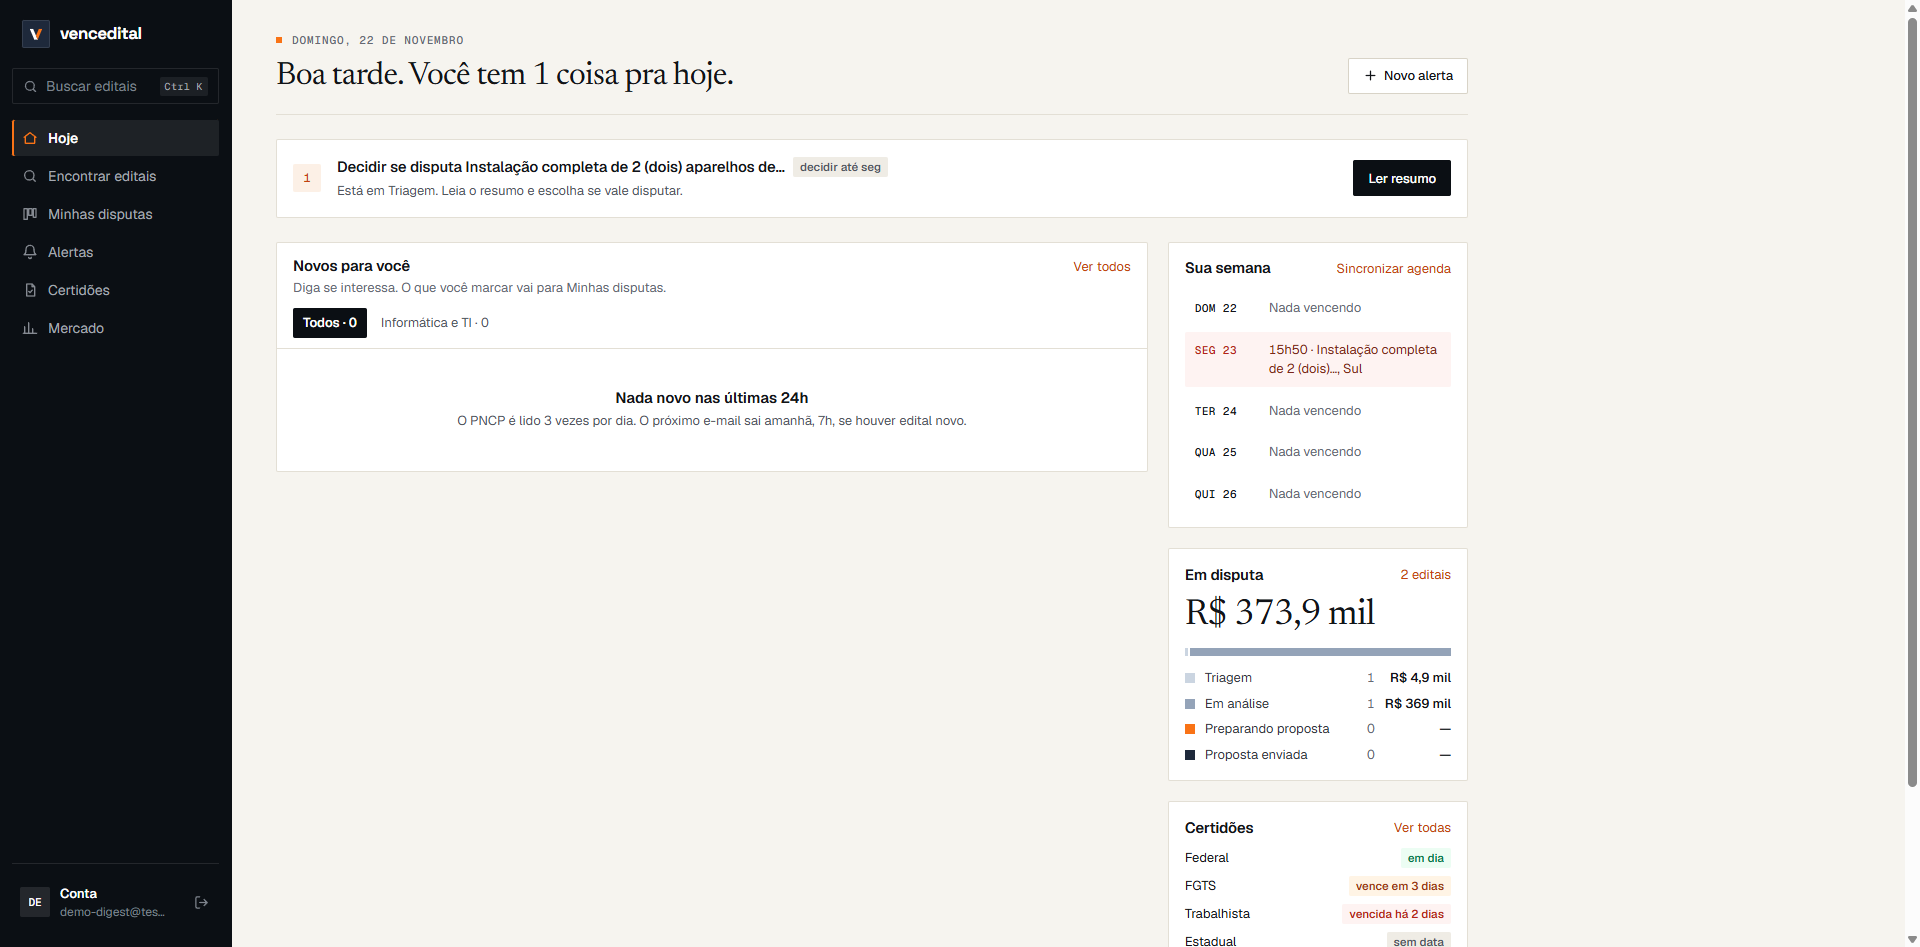 vencedital
Buscar editais Ctrl K
Hoje
Encontrar editais
Minhas disputas
Alertas
Certidões
Mercado
DE
Conta
demo-digest@tes...
DOMINGO, 22 DE NOVEMBRO
Boa tarde. Você tem 1 coisa pra hoje.
Novo alerta
1
Decidir se disputa Instalação completa de 2 (dois) aparelhos de... decidir até seg
Está em Triagem. Leia o resumo e escolha se vale disputar.
Ler resumo
Novos para você
Ver todos
Diga se interessa. O que você marcar vai para Minhas disputas.
Todos · 0 Informática e TI · 0
Nada novo nas últimas 24h
O PNCP é lido 3 vezes por dia. O próximo e-mail sai amanhã, 7h, se houver edital novo.
Sua semana Sincronizar agenda
DOM 22 Nada vencendo
SEG 23 15h50 · Instalação completa
de 2 (dois)..., Sul
TER 24 Nada vencendo
QUA 25 Nada vencendo
QUI 26 Nada vencendo
Em disputa 2 editais
R$ 373,9 mil
Triagem 1 R$ 4,9 mil
Em análise 1 R$ 369 mil
Preparando proposta 0 —
Proposta enviada 0 —
Certidões Ver todas
Federal em dia
FGTS vence em 3 dias
Trabalhista vencida há 2 dias
Estadual sem data